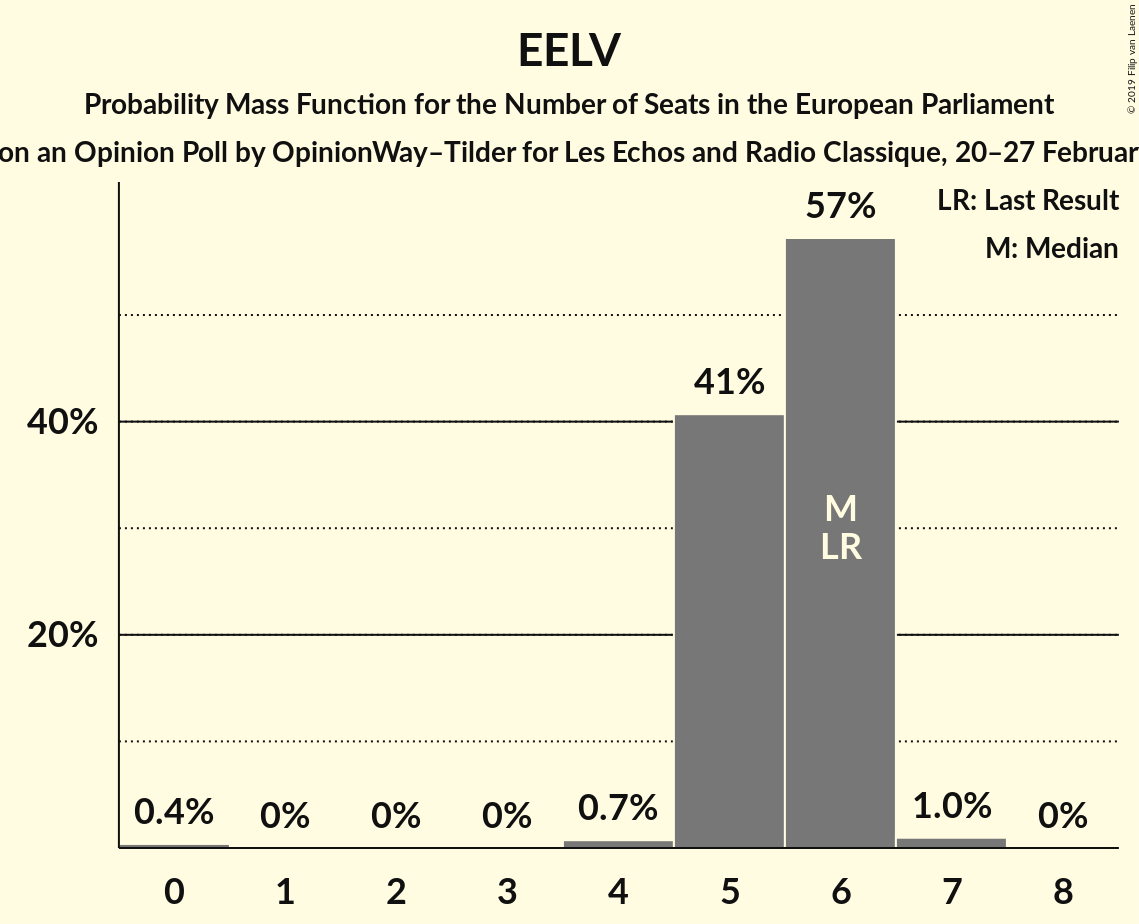 EELV
Probability Mass Function for the Number of Seats in the European Parliament
on an Opinion Poll by OpinionWay–Tilder for Les Echos and Radio Classique, 20–27 Februar
© 2019 Filip van Laenen
LR: Last Result
M: Median
57%
41%
40%
M
LR
20%
0.4% 0% 0% 0% 0.7% 1.0% 0%
0 1 2 3 4 5 6 7 8